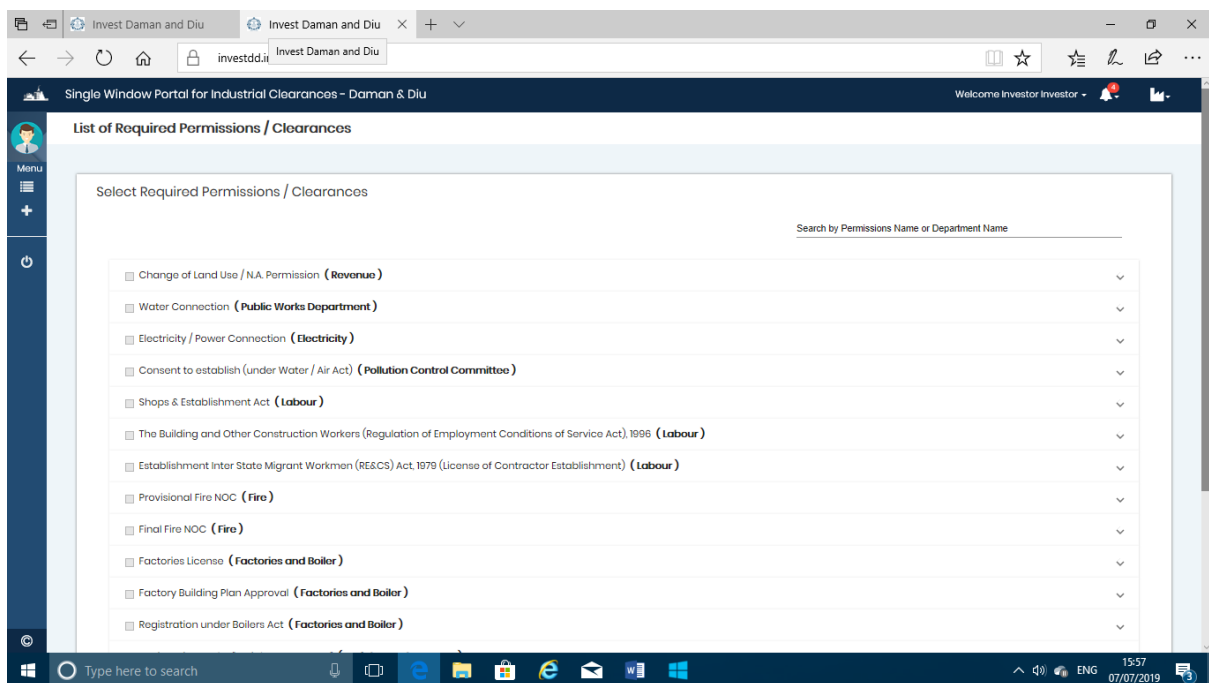 Invest Daman and Diu
Invest Daman and Diu
investdd.i
Invest Daman and Diu
Single Window Portal for Industrial Clearances - Daman & Diu
Welcome Investor Investor
4
List of Required Permissions / Clearances
Menu
Select Required Permissions / Clearances
Search by Permissions Name or Department Name
Change of Land Use / N.A. Permission ( Revenue )
Water Connection ( Public Works Department )
Electricity / Power Connection ( Electricity )
Consent to establish (under Water / Air Act) ( Pollution Control Committee )
Shops & Establishment Act ( Labour )
The Building and Other Construction Workers (Regulation of Employment Conditions of Service Act), 1996 ( Labour )
Establishment Inter State Migrant Workmen (RE&CS) Act, 1979 (License of Contractor Establishment) ( Labour )
Provisional Fire NOC ( Fire )
Final Fire NOC ( Fire )
Factories License ( Factories and Boiler )
Factory Building Plan Approval ( Factories and Boiler )
Registration under Boilers Act ( Factories and Boiler )
©
Type here to search
ENG
15:57
07/07/2019
3